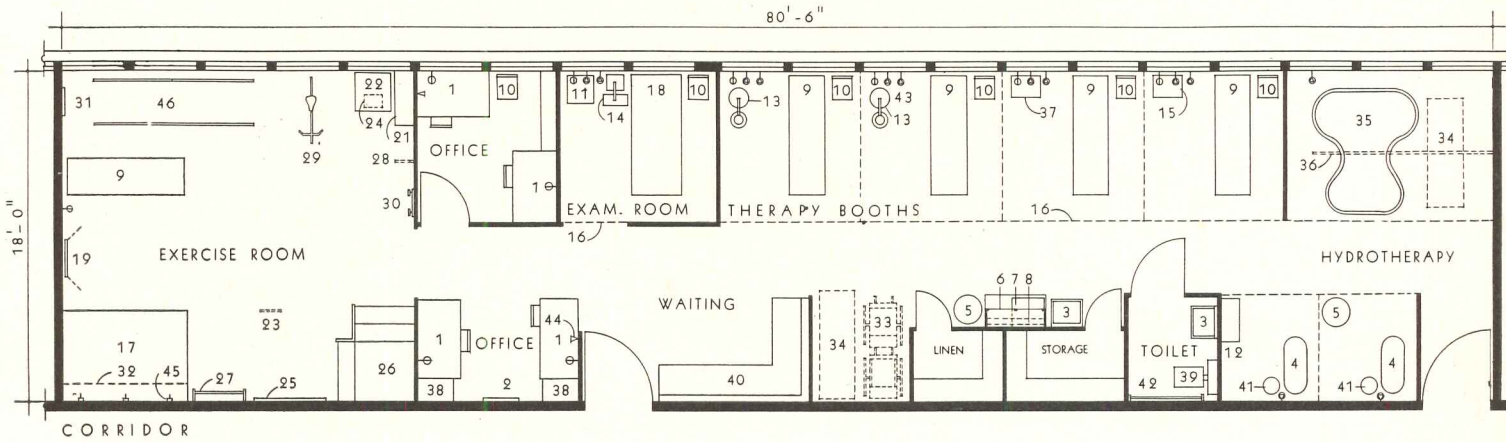 80'-6"
18'-0"
31 46 22 24 21 1 10 11 14 18 10 13 9 10 43 13 9 10 37 9 10 15 9 10 35 34 36
29 28 OFFICE
9 30 1
EXAM. ROOM THERAPY BOOTHS 16
16
19 EXERCISE ROOM HYDROTHERAPY
WAITING 6 7 8
23 44 5 3 5
17 1 OFFICE 1 34 33 3 12
32 45 27 25 26 LINEN STORAGE TOILET 4 4
38 2 38 40 42 39 41 41
CORRIDOR